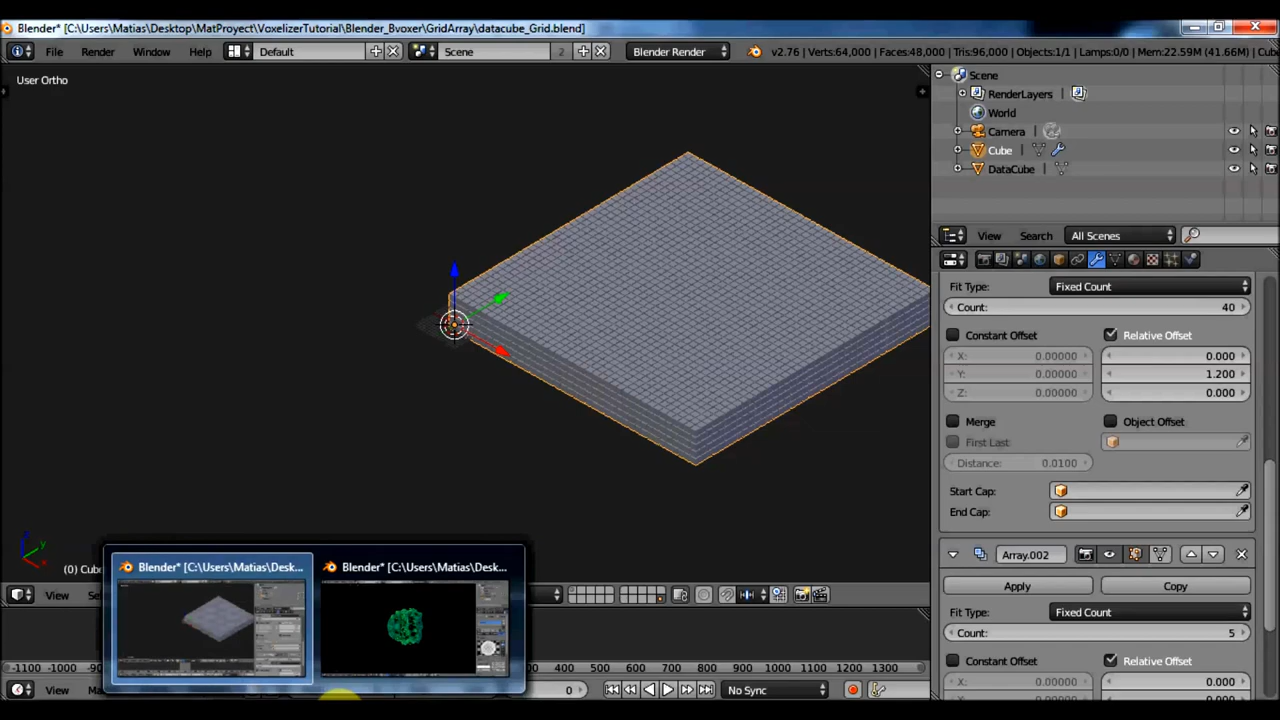 Blender* [C:\Users\Matias\Desktop\MatProyect\VoxelizerTutorial\Blender_Bvoxer\GridArray\datacube_Grid.blend]
File Render Window Help Default Scene 2 Blender Render v2.76 | Verts:64,000 | Faces:48,000 | Tris:96,000 | Objects:1/1 | Lamps:0/0 | Mem:22.59M (41.66M) | Cub
User Ortho
Scene
RenderLayers
World
Camera
Cube
DataCube
View Search All Scenes
Fit Type: Fixed Count
Count: 40
Constant Offset Relative Offset
X: 0.00000 0.000
Y: 0.00000 1.200
Z: 0.00000 0.000
Merge Object Offset
First Last
Distance: 0.0100
Start Cap:
End Cap:
Array.002
Apply Copy
Fit Type: Fixed Count
Count: 5
Constant Offset Relative Offset
X: 0.00000 0.000
z y x
(0) Cub
Blender* [C:\Users\Matias\Desk... Blender* [C:\Users\Matias\Desk...
View Se
-1100 -1000 -90 500 600 700 800 900 1000 1100 1200 1300
View Ma 0 No Sync